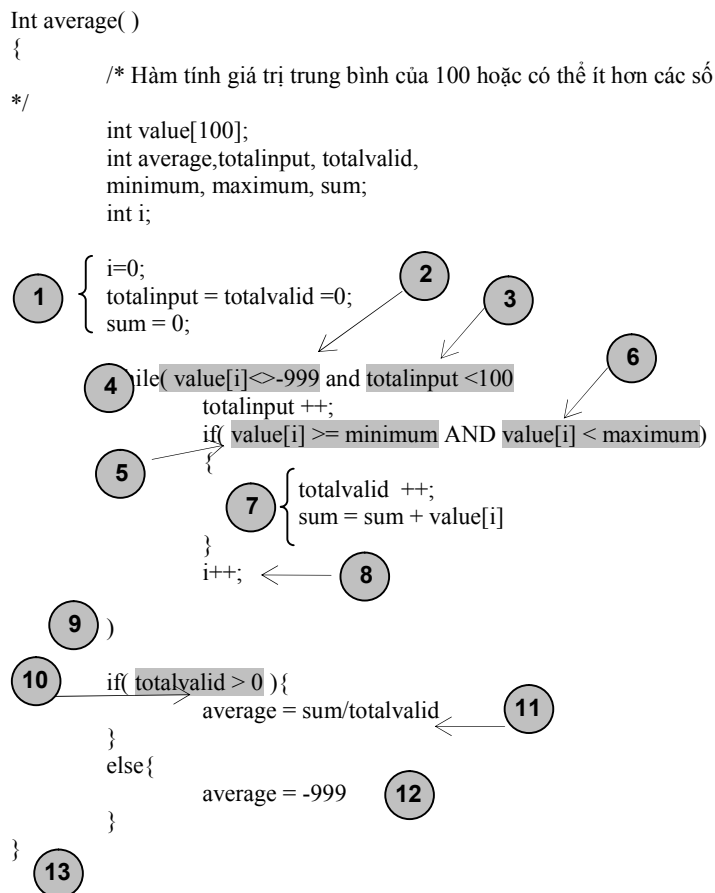 Int average( )
{
/* Hàm tính giá trị trung bình của 100 hoặc có thể ít hơn các số
*/
int value[100];
int average,totalinput, totalvalid,
minimum, maximum, sum;
int i;
1
i=0;
totalinput = totalvalid =0;
sum = 0;
2
3
4 ile( value[i]<>-999 and totalinput <100
6
totalinput ++;
if( value[i] >= minimum AND value[i] < maximum)
5
{
7
totalvalid ++;
sum = sum + value[i]
}
i++;
8
9 )
10
if( totalvalid > 0 ){
average = sum/totalvalid
11
}
else{
average = -999
12
}
}
13